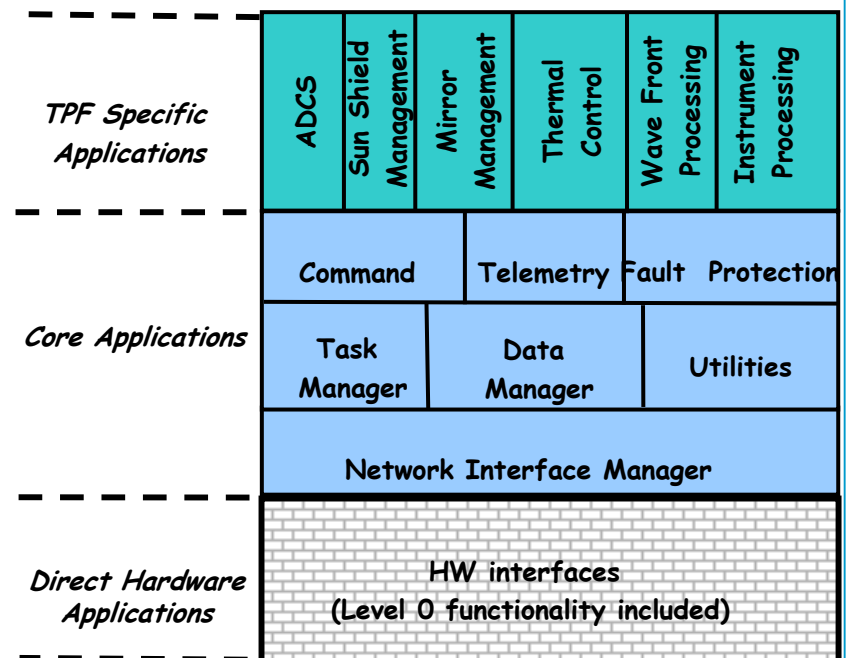 TPF Specific
Applications
ADCS
Sun Shield
Management
Mirror
Management
Thermal
Control
Wave Front
Processing
Instrument
Processing
Core Applications
Command
Telemetry
Fault Protection
Task
Manager
Data
Manager
Utilities
Network Interface Manager
Direct Hardware
Applications
HW interfaces
(Level 0 functionality included)